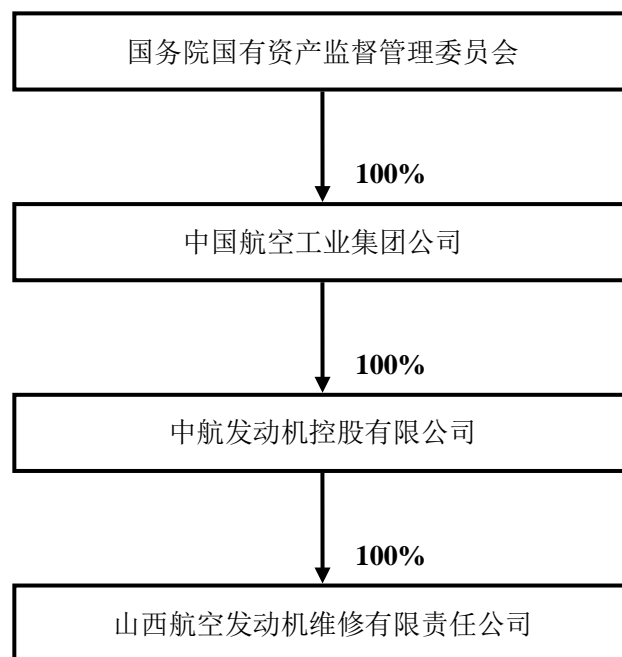 国务院国有资产监督管理委员会
100%
中国航空工业集团公司
100%
中航发动机控股有限公司
100%
山西航空发动机维修有限责任公司